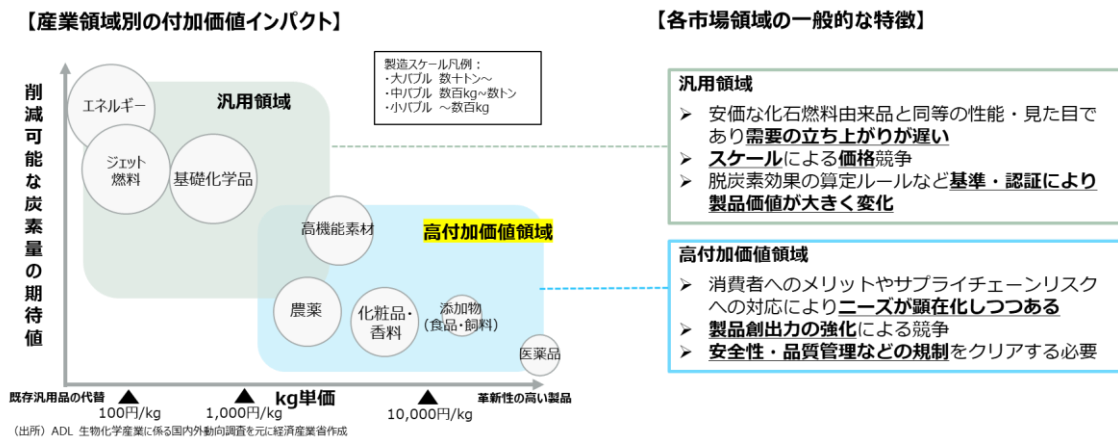 【産業領域別の付加価値インパクト】
【各市場領域の一般的な特徴】
製造スケール凡例：
・大バブル 数十トン～
・中バブル 数百kg~数トン
・小バブル ～数百kg
削減可能な炭素量の期待値
汎用領域
エネルギー
ジェット
燃料
基礎化学品
高機能素材
高付加価値領域
農薬
化粧品・
香料
添加物
（食品・飼料）
医薬品
既存汎用品の代替
kg単価
革新性の高い製品
100円/kg
1,000円/kg
10,000円/kg
（出所）ADL 生物化学産業に係る国内外動向調査を元に経済産業省作成
汎用領域
➢ 安価な化石燃料由来品と同等の性能・見た目で
あり需要の立ち上がりが遅い
➢ スケールによる価格競争
➢ 脱炭素効果の算定ルールなど基準・認証により
製品価値が大きく変化
高付加価値領域
➢ 消費者へのメリットやサプライチェーンリスク
への対応によりニーズが顕在化しつつある
➢ 製品創出力の強化による競争
➢ 安全性・品質管理などの規制をクリアする必要